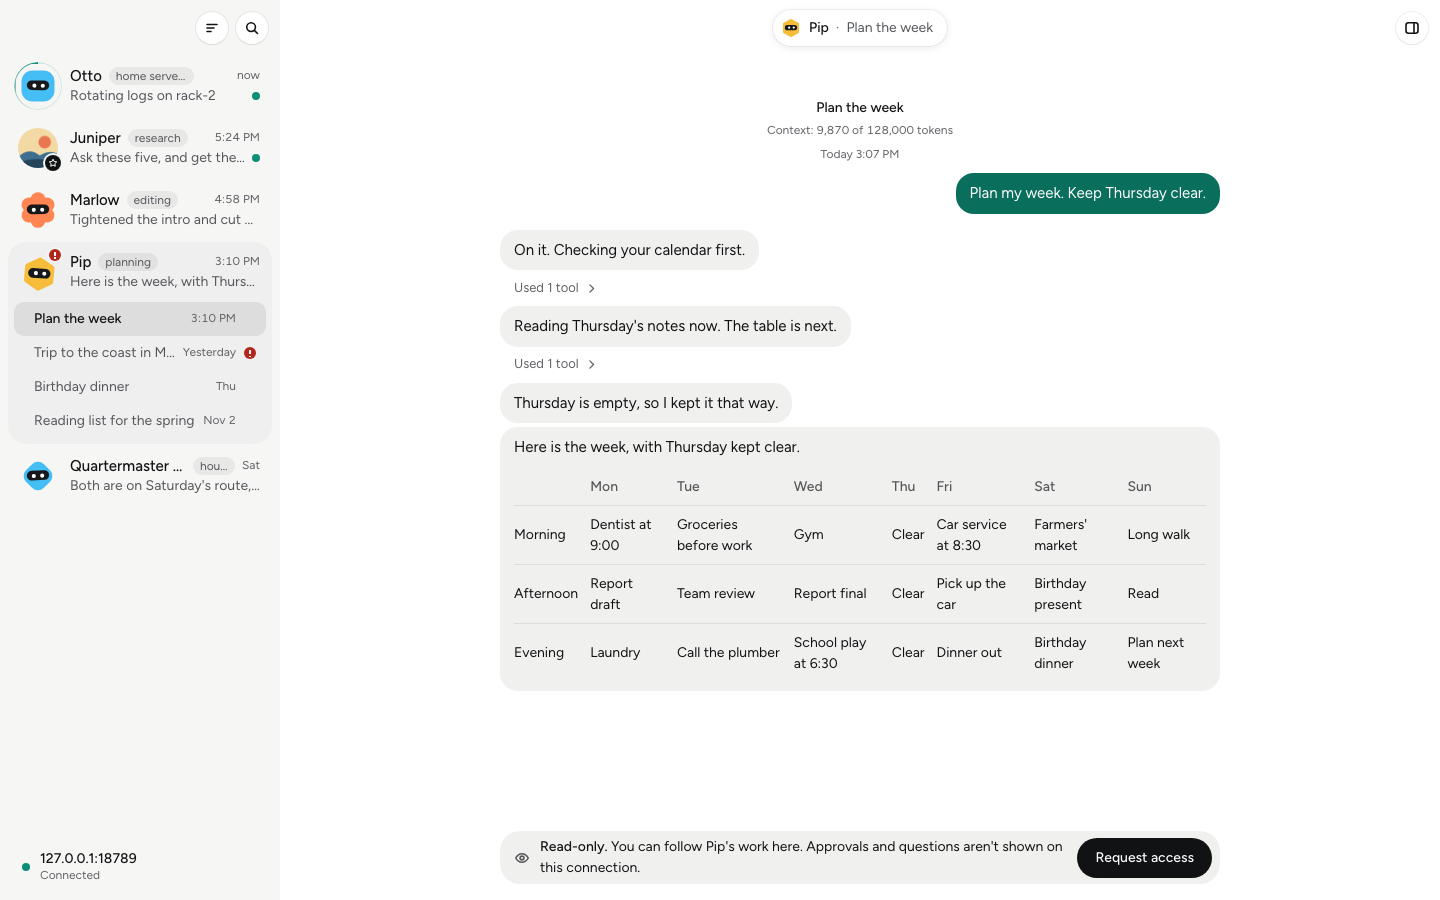 Otto home serve... now
Rotating logs on rack-2
Juniper research 5:24 PM
Ask these five, and get the...
Marlow editing 4:58 PM
Tightened the intro and cut ...
Pip planning 3:10 PM
Here is the week, with Thurs...
Plan the week 3:10 PM
Trip to the coast in M... Yesterday
Birthday dinner Thu
Reading list for the spring Nov 2
Quartermaster ... hou... Sat
Both are on Saturday's route,...
127.0.0.1:18789
Connected
Pip · Plan the week
Plan the week
Context: 9,870 of 128,000 tokens
Today 3:07 PM
Plan my week. Keep Thursday clear.
On it. Checking your calendar first.
Used 1 tool
Reading Thursday's notes now. The table is next.
Used 1 tool
Thursday is empty, so I kept it that way.
Here is the week, with Thursday kept clear.
Mon Tue Wed Thu Fri Sat Sun
Morning Dentist at 9:00 Groceries before work Gym Clear Car service at 8:30 Farmers' market Long walk
Afternoon Report draft Team review Report final Clear Pick up the car Birthday present Read
Evening Laundry Call the plumber School play at 6:30 Clear Dinner out Birthday dinner Plan next week
Read-only. You can follow Pip's work here. Approvals and questions aren't shown on
this connection.
Request access